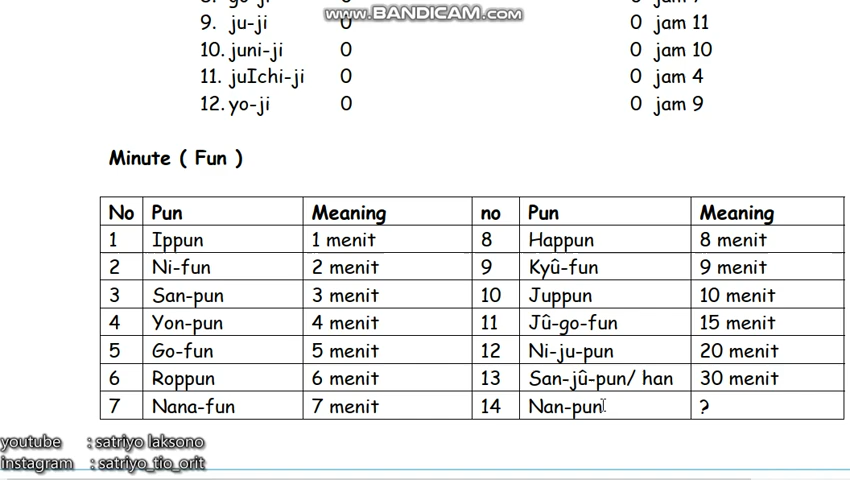 www.BANDICAM.com
9. ju-ji 0 0 jam 11
10. juni-ji 0 0 jam 10
11. juIchi-ji 0 0 jam 4
12. yo-ji 0 0 jam 9
Minute ( Fun )
No Pun Meaning no Pun Meaning
1 Ippun 1 menit 8 Happun 8 menit
2 Ni-fun 2 menit 9 Kyû-fun 9 menit
3 San-pun 3 menit 10 Juppun 10 menit
4 Yon-pun 4 menit 11 Jû-go-fun 15 menit
5 Go-fun 5 menit 12 Ni-ju-pun 20 menit
6 Roppun 6 menit 13 San-jû-pun/ han 30 menit
7 Nana-fun 7 menit 14 Nan-pun ?
youtube : satriyo laksono
instagram : satriyo_tio_orit